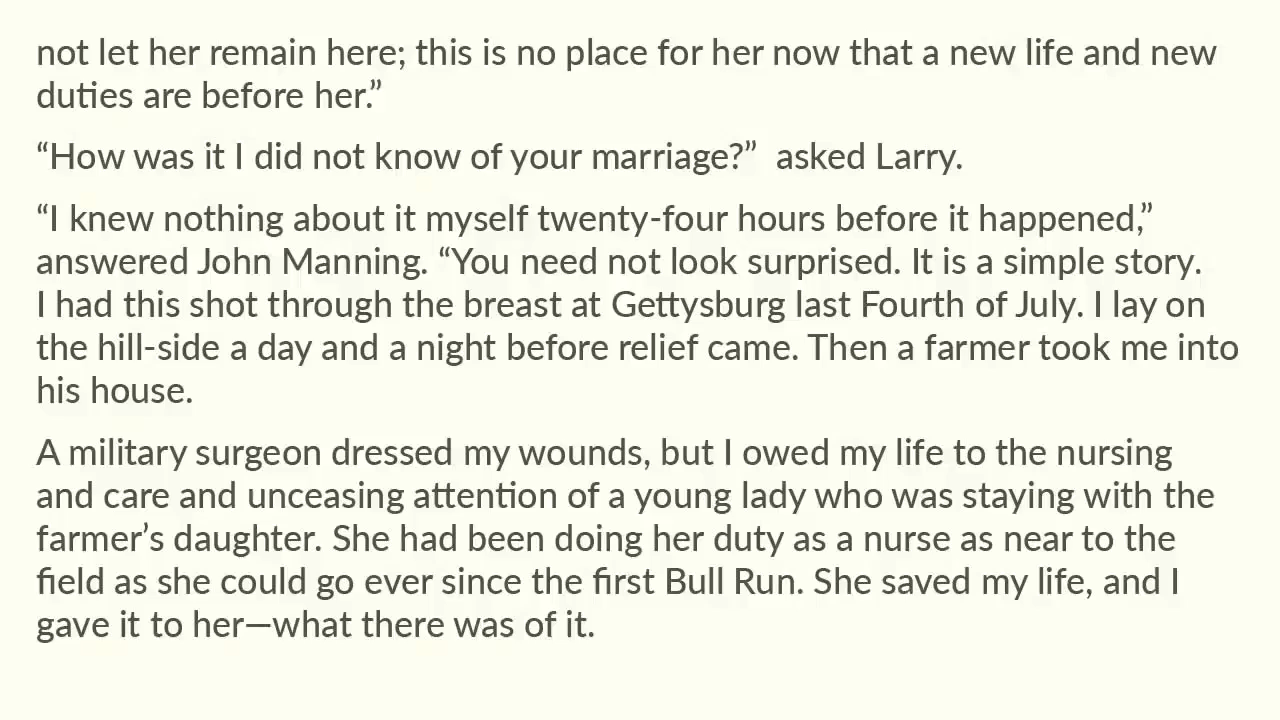 not let her remain here; this is no place for her now that a new life and new
duties are before her.”
“How was it I did not know of your marriage?”  asked Larry.
“I knew nothing about it myself twenty-four hours before it happened,”
answered John Manning. “You need not look surprised. It is a simple story.
I had this shot through the breast at Gettysburg last Fourth of July. I lay on
the hill-side a day and a night before relief came. Then a farmer took me into
his house.
A military surgeon dressed my wounds, but I owed my life to the nursing
and care and unceasing attention of a young lady who was staying with the
farmer’s daughter. She had been doing her duty as a nurse as near to the
field as she could go ever since the first Bull Run. She saved my life, and I
gave it to her—what there was of it.